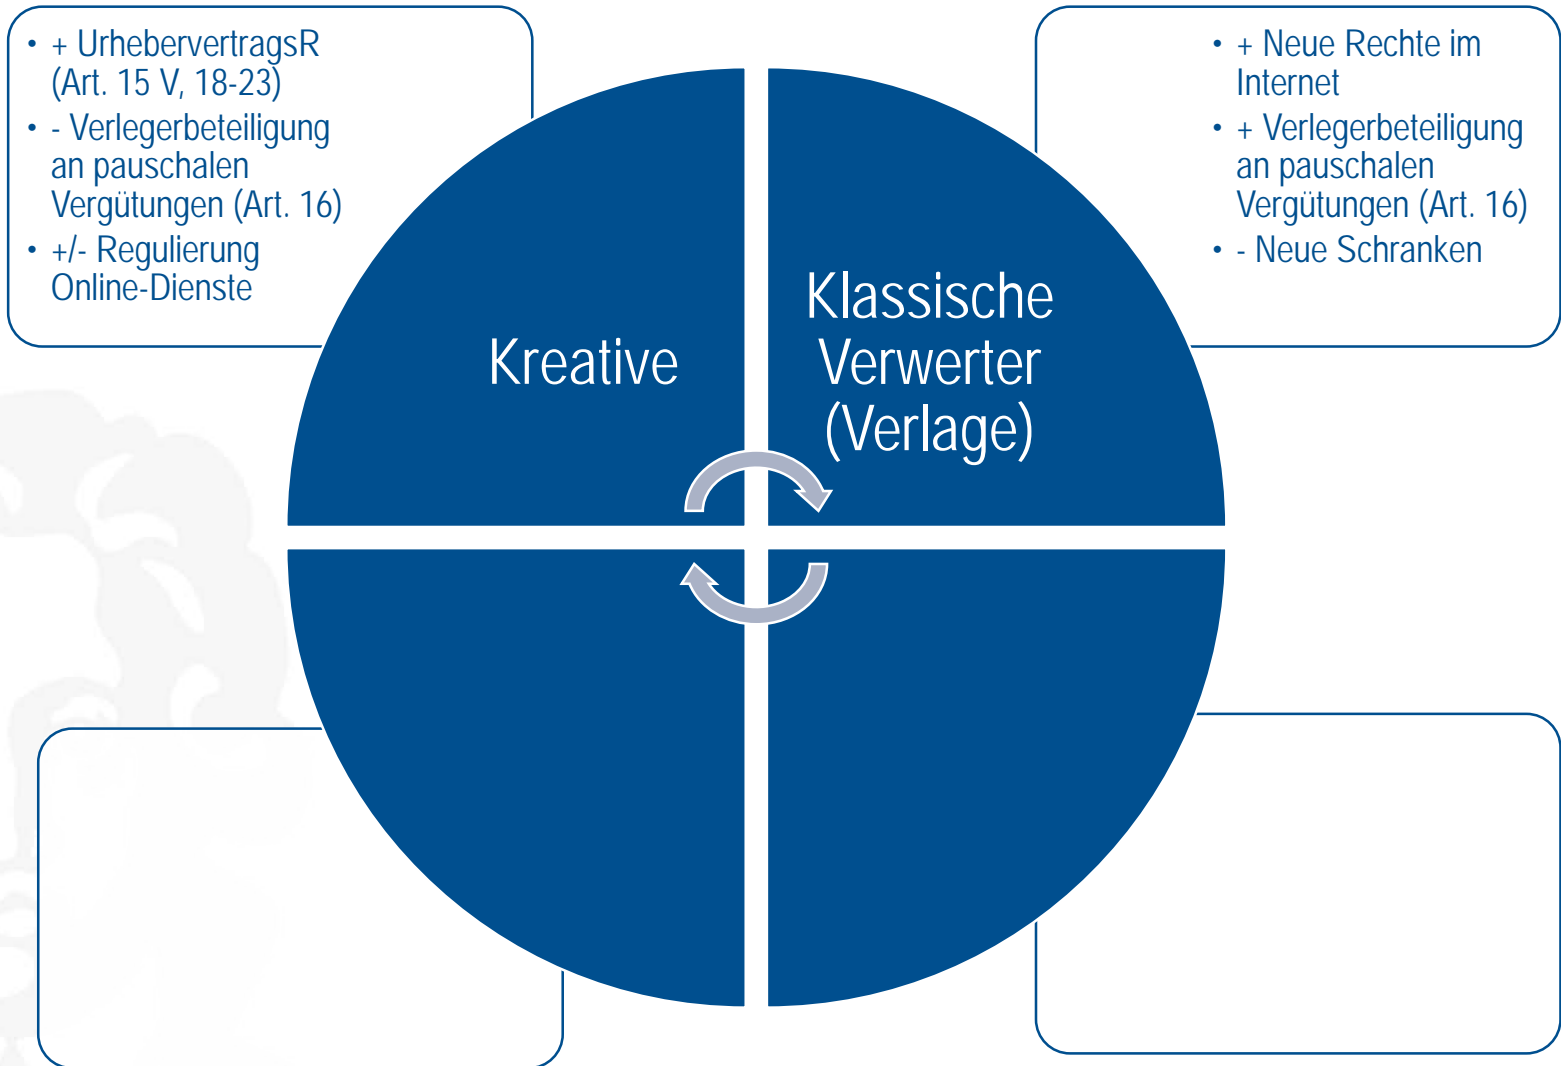 • + UrhebervertragsR
(Art. 15 V, 18-23)
• - Verlegerbeteiligung
an pauschalen
Vergütungen (Art. 16)
• +/- Regulierung
Online-Dienste
• + Neue Rechte im
Internet
• + Verlegerbeteiligung
an pauschalen
Vergütungen (Art. 16)
• - Neue Schranken
Kreative
Klassische
Verwerter
(Verlage)